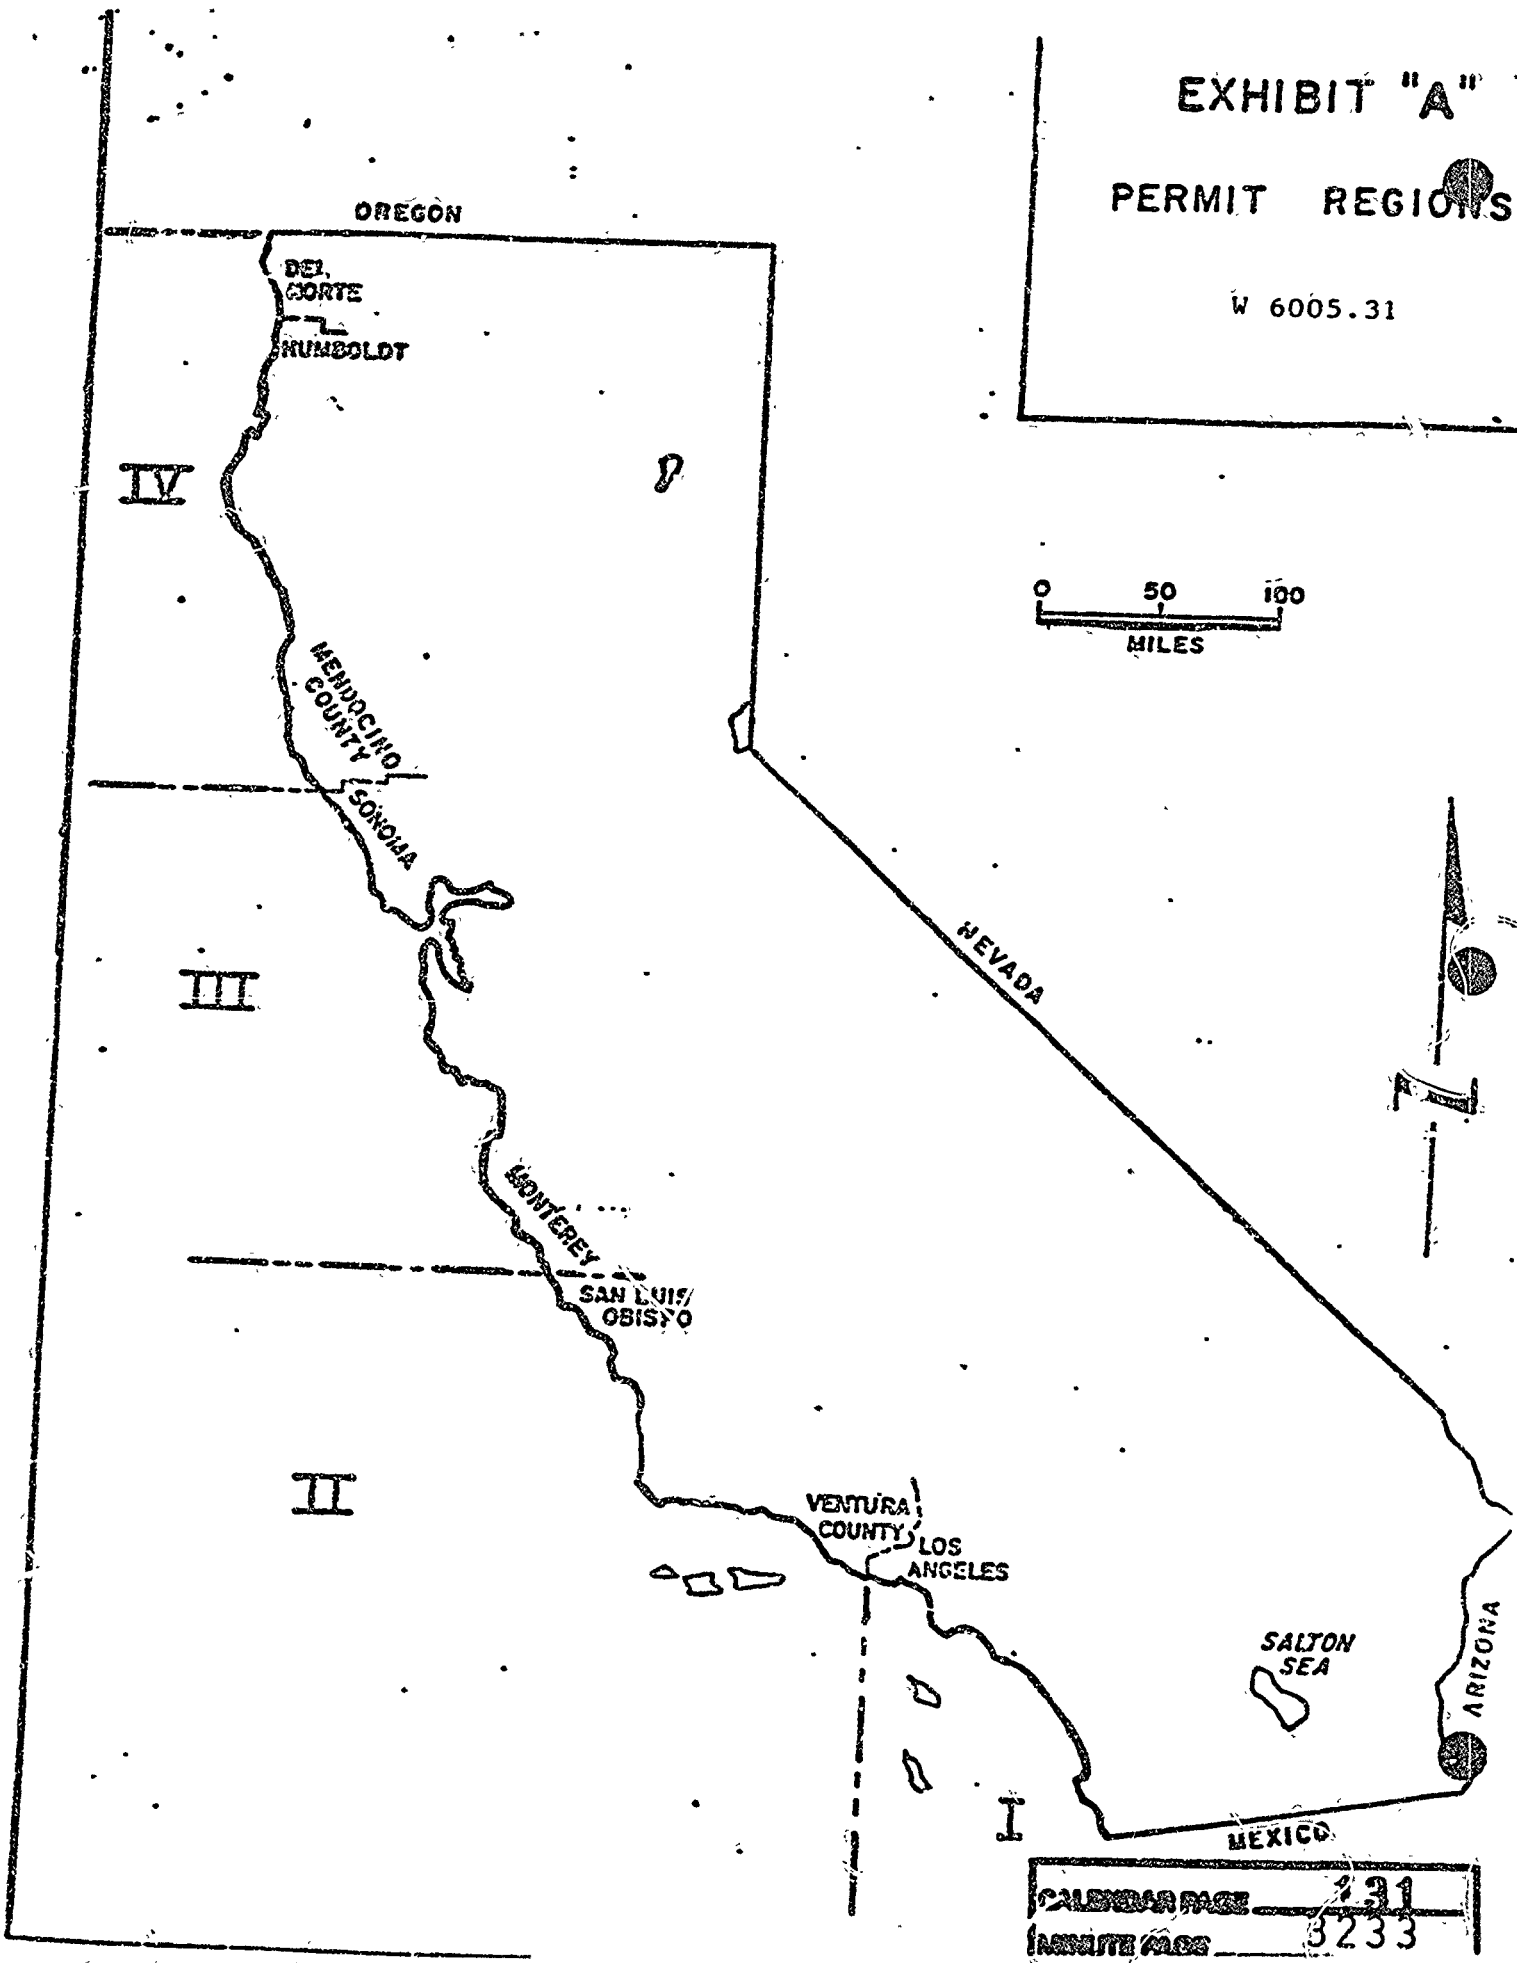 EXHIBIT "A"
PERMIT REGIONS
W 6005.31
OREGON
DEL
NORTE
HUMBOLDT
IV
0 50 100
MILES
MENDOCINO
COUNTY
SONOMA
NEVADA
III
MONTEREY
SAN LUIS
OBISPO
II
VENTURA
COUNTY
LOS
ANGELES
SALTON
SEA
ARIZONA
I
MEXICO
CALENDAR PAGE 131
MINUTE PAGE 3233